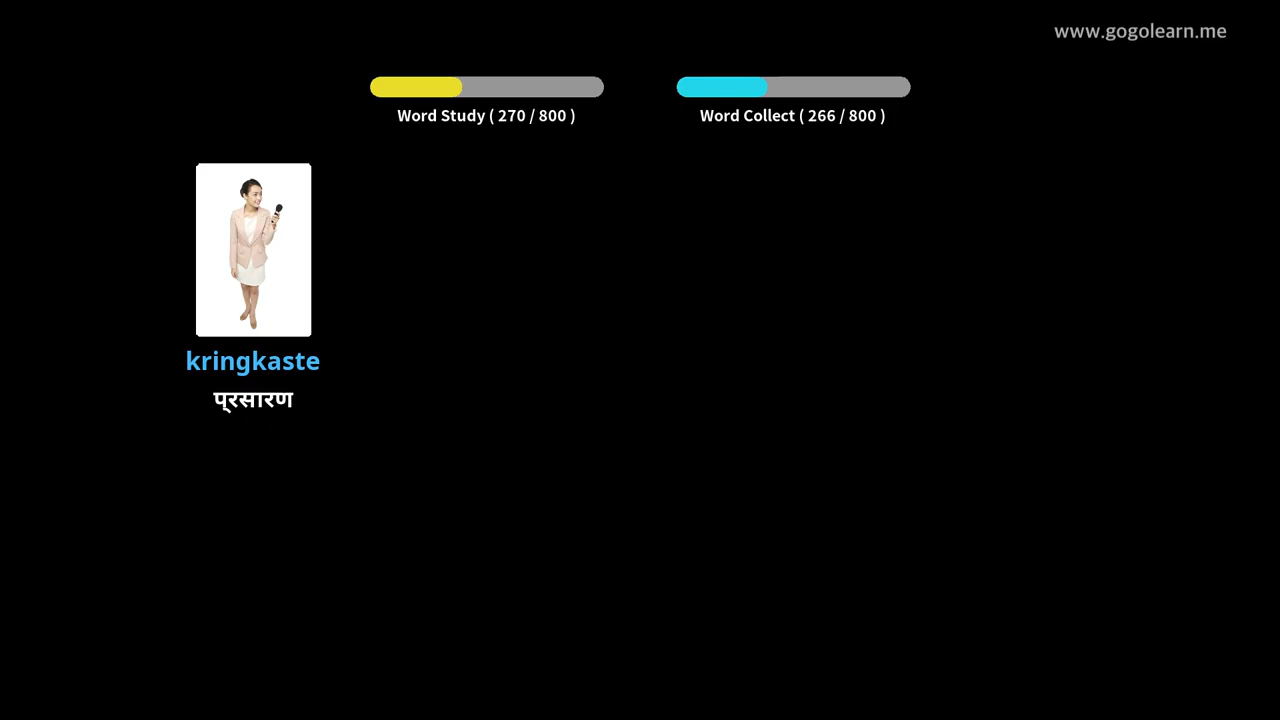 www.gogolearn.me
Word Study ( 270 / 800 )
Word Collect ( 266 / 800 )
kringkaste
प्रसारण